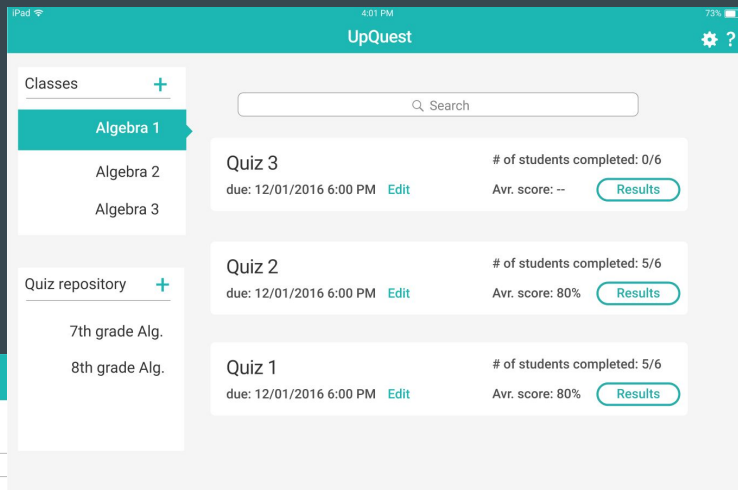 iPad 4:01 PM 73%
UpQuest
?
Classes +
Algebra 1
Algebra 2
Algebra 3
Quiz repository +
7th grade Alg.
8th grade Alg.
Search
Quiz 3 # of students completed: 0/6
due: 12/01/2016 6:00 PM Edit Avr. score: -- Results
Quiz 2 # of students completed: 5/6
due: 12/01/2016 6:00 PM Edit Avr. score: 80% Results
Quiz 1 # of students completed: 5/6
due: 12/01/2016 6:00 PM Edit Avr. score: 80% Results